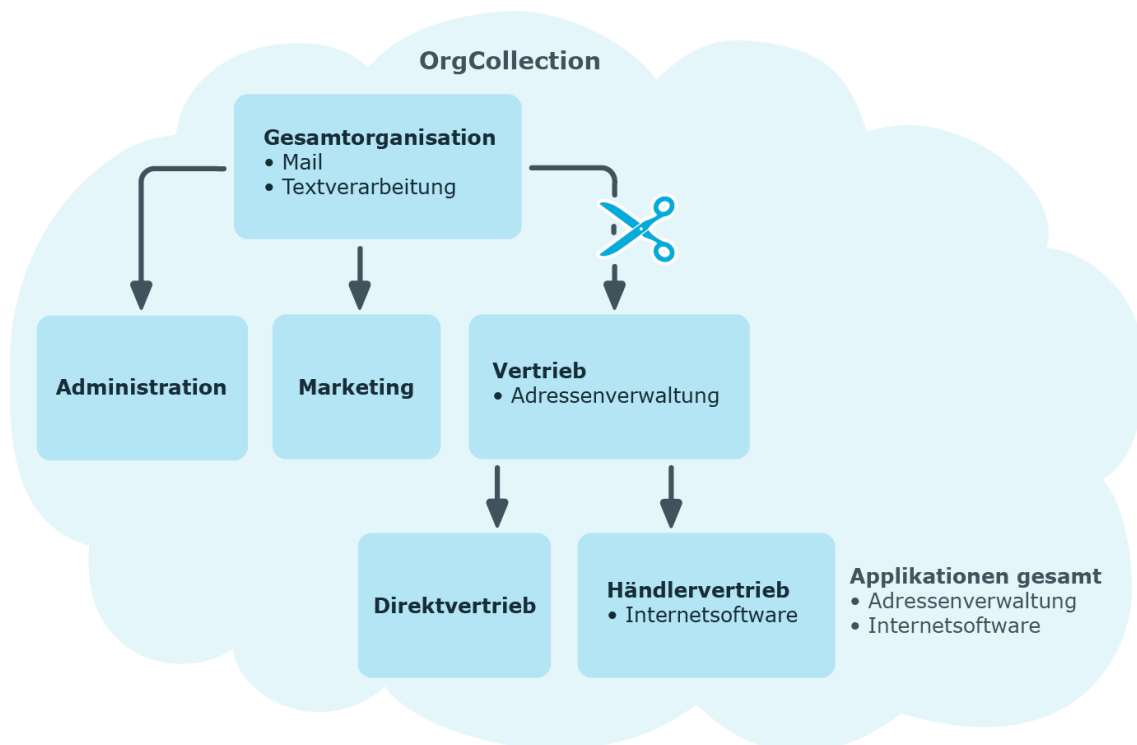 OrgCollection
Gesamtorganisation
• Mail
• Textverarbeitung
Administration
Marketing
Vertrieb
• Adressenverwaltung
Direktvertrieb
Händlervertrieb
• Internetsoftware
Applikationen gesamt
• Adressenverwaltung
• Internetsoftware